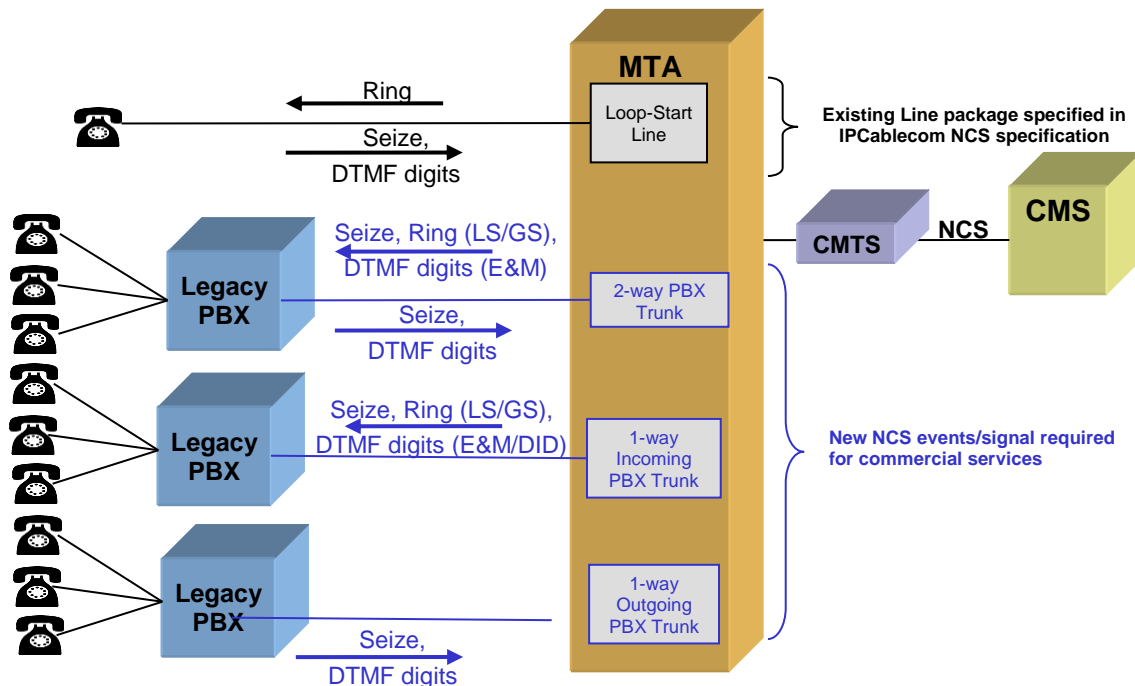 MTA
Ring
Loop-Start
Line
Seize,
DTMF digits
Existing Line package specified in
IPCablecom NCS specification
CMS
CMTS
NCS
Seize, Ring (LS/GS),
DTMF digits (E&M)
Legacy
PBX
2-way PBX
Trunk
Seize,
DTMF digits
Seize, Ring (LS/GS),
DTMF digits (E&M/DID)
Legacy
PBX
1-way
Incoming
PBX Trunk
New NCS events/signal required
for commercial services
Legacy
PBX
1-way
Outgoing
PBX Trunk
Seize,
DTMF digits